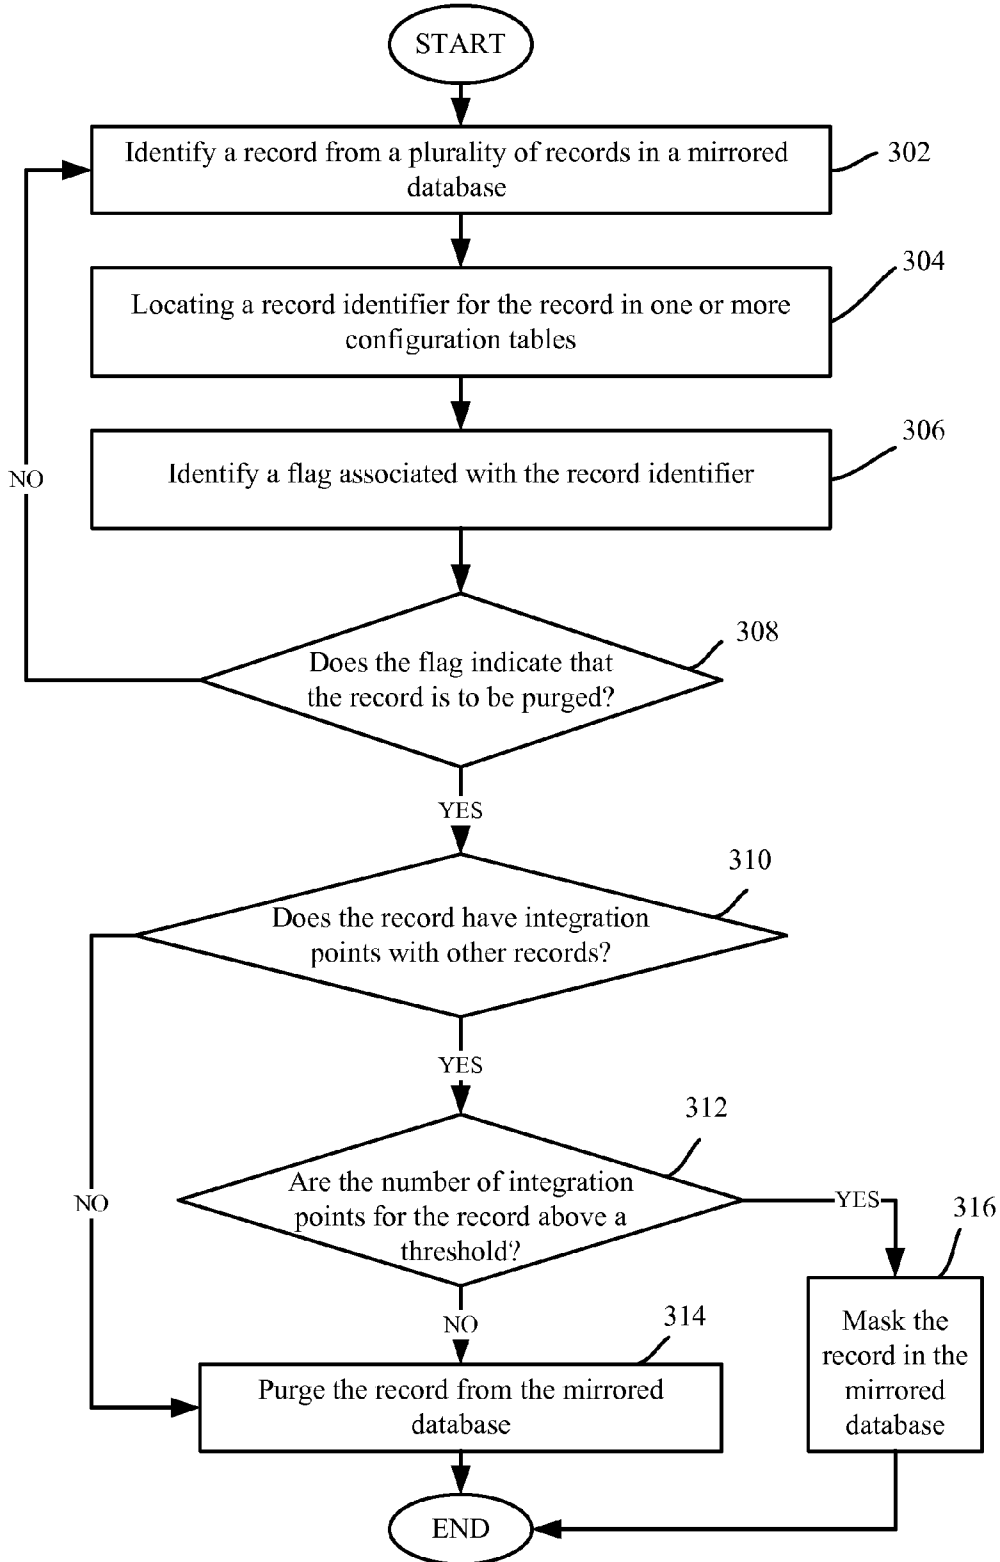 START
Identify a record from a plurality of records in a mirrored
database
302
Locating a record identifier for the record in one or more
configuration tables
304
Identify a flag associated with the record identifier
306
NO
Does the flag indicate that
the record is to be purged?
308
YES
Does the record have integration
points with other records?
310
YES
Are the number of integration
points for the record above a
threshold?
312
NO
YES
NO
Purge the record from the mirrored
database
314
Mask the
record in the
mirrored
database
316
END